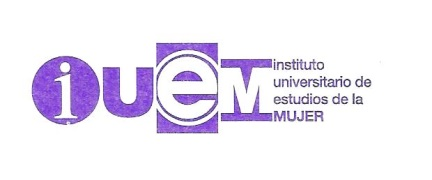 iUEM
instituto
universitario de
estudios de la
MUJER